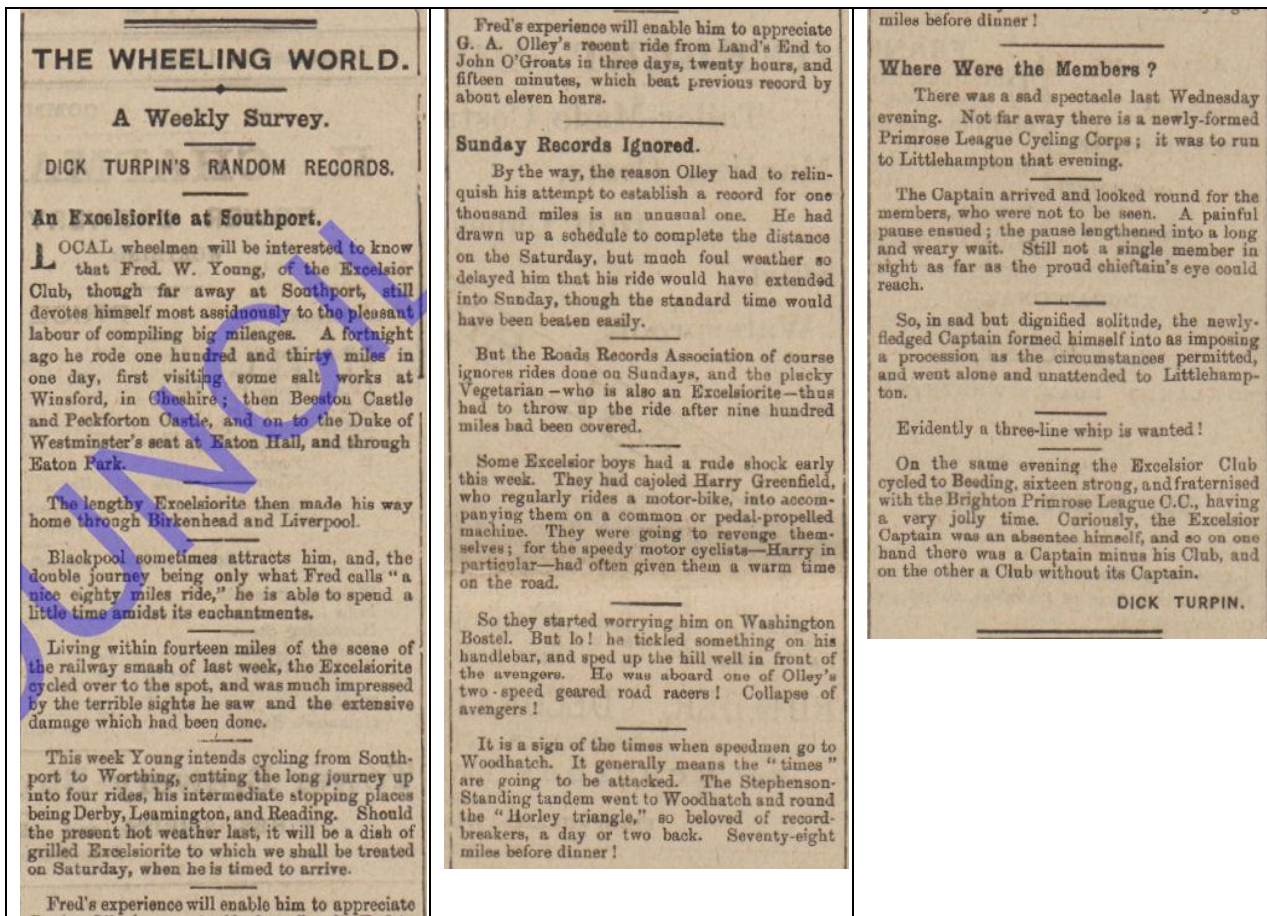 THE WHEELING WORLD.
A Weekly Survey.
DICK TURPIN'S RANDOM RECORDS.
An Excelsiorite at Southport.
LOCAL wheelmen will be interested to know
that Fred. W. Young, of the Excelsior
Club, though far away at Southport, still
devotes himself most assiduously to the pleasant
labour of compiling big mileages. A fortnight
ago he rode one hundred and thirty miles in
one day, first visiting some salt works at
Winsford, in Cheshire; then Beeston Castle
and Peckforton Castle, and on to the Duke of
Westminster's seat at Eaton Hall, and through
Eaton Park.
The lengthy Excelsiorite then made his way
home through Birkenhead and Liverpool.
Blackpool sometimes attracts him, and, the
double journey being only what Fred calls "a
nice eighty miles ride," he is able to spend a
little time amidst its enchantments.
Living within fourteen miles of the scene of
the railway smash of last week, the Excelsiorite
cycled over to the spot, and was much impressed
by the terrible sights he saw and the extensive
damage which had been done.
This week Young intends cycling from South-
port to Worthing, cutting the long journey up
into four rides, his intermediate stopping places
being Derby, Leamington, and Reading. Should
the present hot weather last, it will be a dish of
grilled Excelsiorite to which we shall be treated
on Saturday, when he is timed to arrive.
Fred's experience will enable him to appreciate
UNCIL
Fred's experience will enable him to appreciate
G. A. Olley's recent ride from Land's End to
John O'Groats in three days, twenty hours, and
fifteen minutes, which beat previous record by
about eleven hours.
Sunday Records Ignored.
By the way, the reason Olley had to relin-
quish his attempt to establish a record for one
thousand miles is an unusual one. He had
drawn up a schedule to complete the distance
on the Saturday, but much foul weather so
delayed him that his ride would have extended
into Sunday, though the standard time would
have been beaten easily.
But the Roads Records Association of course
ignores rides done on Sundays, and the plucky
Vegetarian—who is also an Excelsiorite—thus
had to throw up the ride after nine hundred
miles had been covered.
Some Excelsior boys had a rude shock early
this week. They had cajoled Harry Greenfield,
who regularly rides a motor-bike, into accom-
panying them on a common or pedal-propelled
machine. They were going to revenge them-
selves; for the speedy motor cyclists—Harry in
particular—had often given them a warm time
on the road.
So they started worrying him on Washington
Bostel. But lo! he tickled something on his
handlebar, and sped up the hill well in front of
the avengers. He was aboard one of Olley's
two-speed geared road racers! Collapse of
avengers!
It is a sign of the times when speedmen go to
Woodhatch. It generally means the "times"
are going to be attacked. The Stephenson-
Standing tandem went to Woodhatch and round
the "Horley triangle," so beloved of record-
breakers, a day or two back. Seventy-eight
miles before dinner!
miles before dinner!
Where Were the Members?
There was a sad spectacle last Wednesday
evening. Not far away there is a newly-formed
Primrose League Cycling Corps; it was to run
to Littlehampton that evening.
The Captain arrived and looked round for the
members, who were not to be seen. A painful
pause ensued; the pause lengthened into a long
and weary wait. Still not a single member in
sight as far as the proud chieftain's eye could
reach.
So, in sad but dignified solitude, the newly-
fledged Captain formed himself into as imposing
a procession as the circumstances permitted,
and went alone and unattended to Littlehamp-
ton.
Evidently a three-line whip is wanted!
On the same evening the Excelsior Club
cycled to Beeding, sixteen strong, and fraternised
with the Brighton Primrose League C.C., having
a very jolly time. Curiously, the Excelsior
Captain was an absentee himself, and so on one
hand there was a Captain minus his Club, and
on the other a Club without its Captain.
DICK TURPIN.